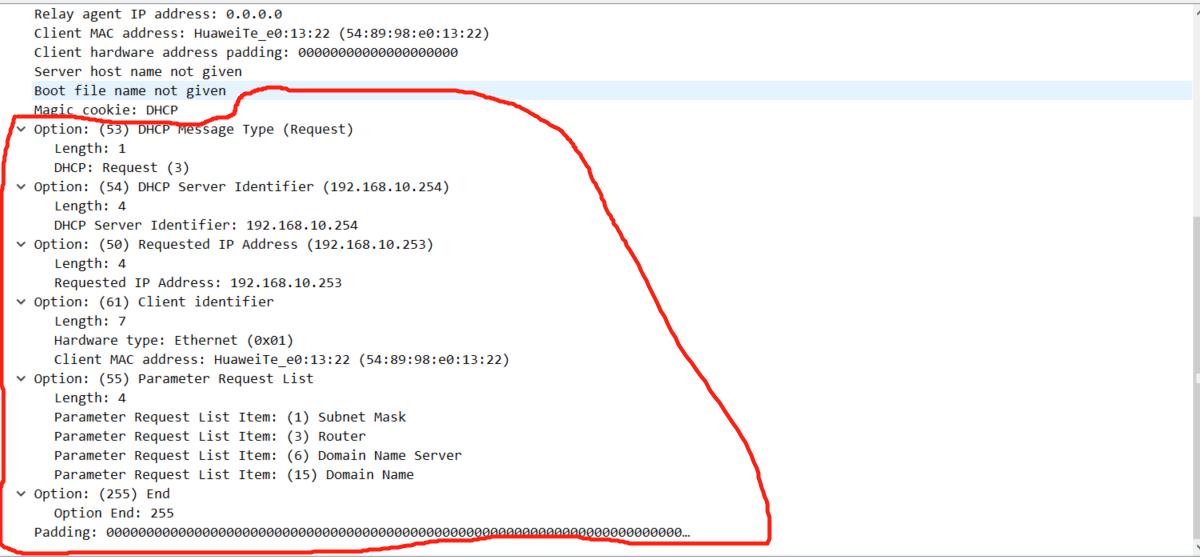 Relay agent IP address: 0.0.0.0
Client MAC address: HuaweiTe_e0:13:22 (54:89:98:e0:13:22)
Client hardware address padding: 00000000000000000000
Server host name not given
Boot file name not given
Magic cookie: DHCP
Option: (53) DHCP Message Type (Request)
Length: 1
DHCP: Request (3)
Option: (54) DHCP Server Identifier (192.168.10.254)
Length: 4
DHCP Server Identifier: 192.168.10.254
Option: (50) Requested IP Address (192.168.10.253)
Length: 4
Requested IP Address: 192.168.10.253
Option: (61) Client identifier
Length: 7
Hardware type: Ethernet (0x01)
Client MAC address: HuaweiTe_e0:13:22 (54:89:98:e0:13:22)
Option: (55) Parameter Request List
Length: 4
Parameter Request List Item: (1) Subnet Mask
Parameter Request List Item: (3) Router
Parameter Request List Item: (6) Domain Name Server
Parameter Request List Item: (15) Domain Name
Option: (255) End
Option End: 255
Padding: 000000000000000000000000000000000000000000000000000000000000000000000000…